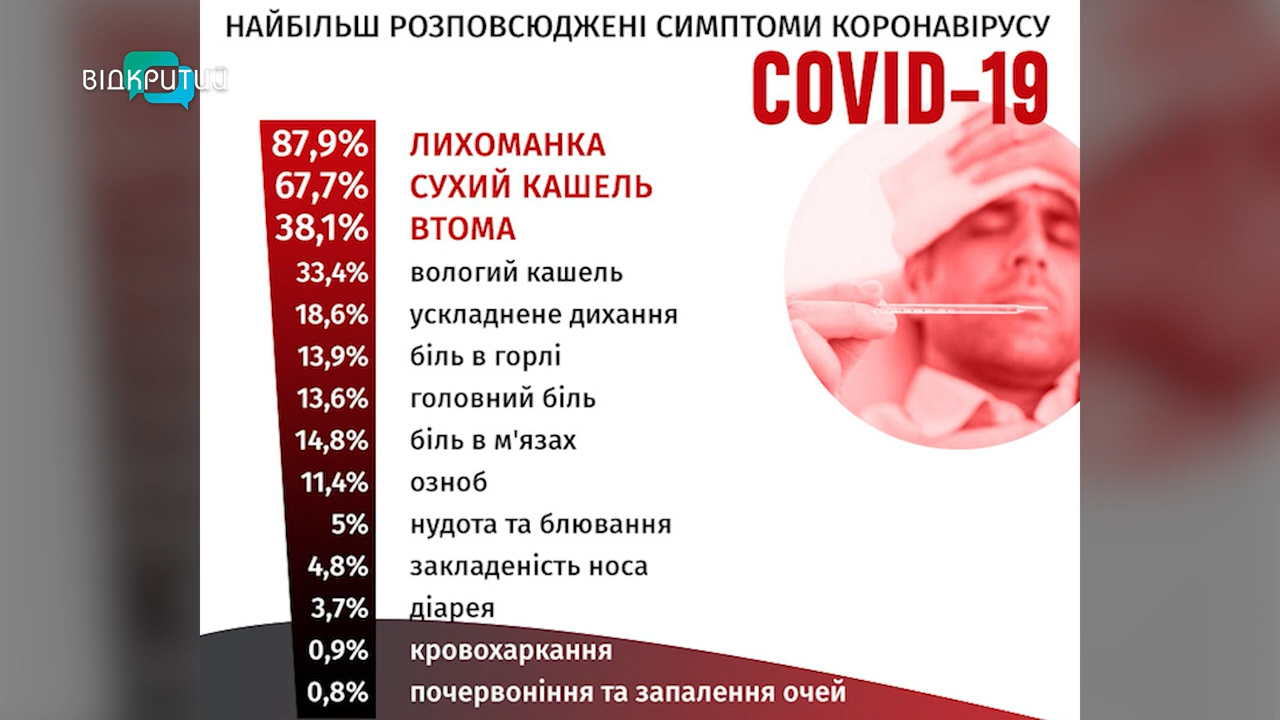 НАЙБІЛЬШ РОЗПОВСЮДЖЕНІ СИМПТОМИ КОРОНАВІРУСУ
COVID-19
ВІДКРИТИЙ
87,9% ЛИХОМАНКА
67,7% СУХИЙ КАШЕЛЬ
38,1% ВТОМА
33,4% вологий кашель
18,6% ускладнене дихання
13,9% біль в горлі
13,6% головний біль
14,8% біль в м'язах
11,4% озноб
5% нудота та блювання
4,8% закладеність носа
3,7% діарея
0,9% кровохаркання
0,8% почервоніння та запалення очей